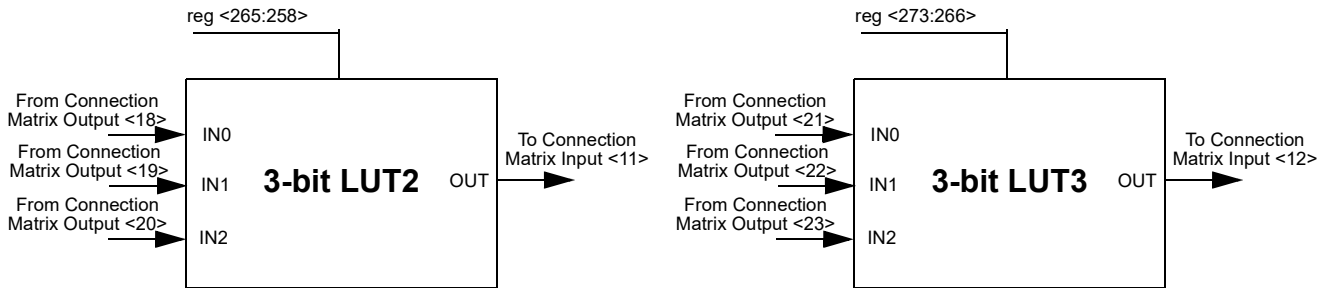 reg <265:258>
From Connection
Matrix Output <18>
IN0
From Connection
Matrix Output <19>
IN1
From Connection
Matrix Output <20>
IN2
3-bit LUT2
OUT
To Connection
Matrix Input <11>
reg <273:266>
From Connection
Matrix Output <21>
IN0
From Connection
Matrix Output <22>
IN1
From Connection
Matrix Output <23>
IN2
3-bit LUT3
OUT
To Connection
Matrix Input <12>